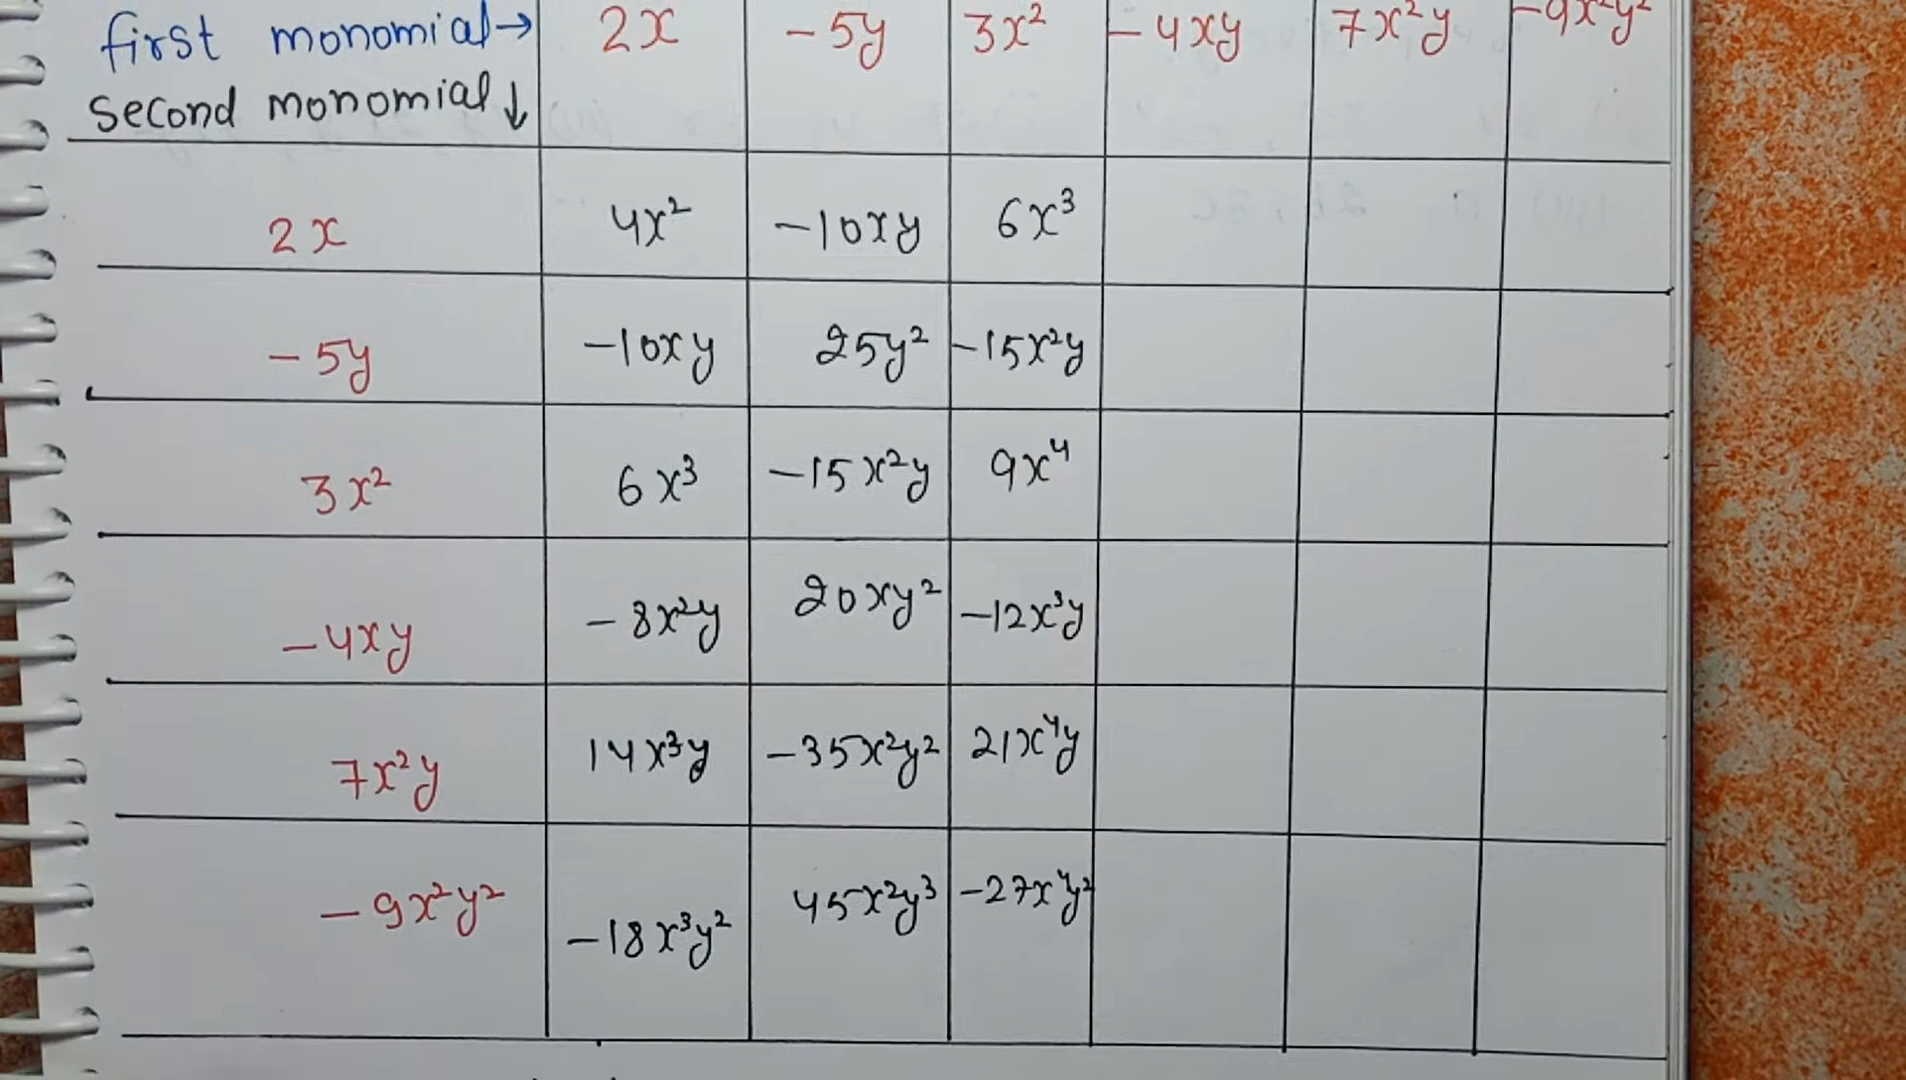 first monomial→ 2x -5y 3x² -4xy 7x²y -9x²y²
second monomial↓
2x 4x² -10xy 6x³
-5y -10xy 25y² -15x²y
3x² 6x³ -15x²y 9x⁴
-4xy -8x²y 20xy² -12x³y
7x²y 14x³y -35x²y² 21x⁴y
-9x²y² -18x³y² 45x²y³ -27x⁴y²